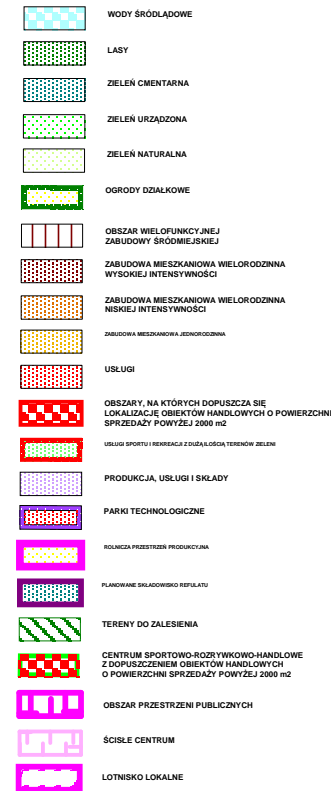 WODY ŚRÓDLĄDOWE
LASY
ZIELEŃ CMENTARNA
ZIELEŃ URZĄDZONA
ZIELEŃ NATURALNA
OGRODY DZIAŁKOWE
OBSZAR WIELOFUNKCYJNEJ
ZABUDOWY ŚRÓDMIEJSKIEJ
ZABUDOWA MIESZKANIOWA WIELORODZINNA
WYSOKIEJ INTENSYWNOŚCI
ZABUDOWA MIESZKANIOWA WIELORODZINNA
NISKIEJ INTENSYWNOŚCI
ZABUDOWA MIESZKANIOWA JEDNORODZINNA
USŁUGI
OBSZARY, NA KTÓRYCH DOPUSZCZA SIĘ
LOKALIZACJĘ OBIEKTÓW HANDLOWYCH O POWIERZCHNI
SPRZEDAŻY POWYŻEJ 2000 m2
USŁUGI SPORTU I REKREACJI Z DUŻĄ ILOŚCIĄ TERENÓW ZIELENI
PRODUKCJA, USŁUGI I SKŁADY
PARKI TECHNOLOGICZNE
ROLNICZA PRZESTRZEŃ PRODUKCYJNA
PLANOWANE SKŁADOWISKO REFULATU
TERENY DO ZALESIENIA
CENTRUM SPORTOWO-ROZRYWKOWO-HANDLOWE
Z DOPUSZCZENIEM OBIEKTÓW HANDLOWYCH
O POWIERZCHNI SPRZEDAŻY POWYŻEJ 2000 m2
OBSZAR PRZESTRZENI PUBLICZNYCH
ŚCISŁE CENTRUM
LOTNISKO LOKALNE